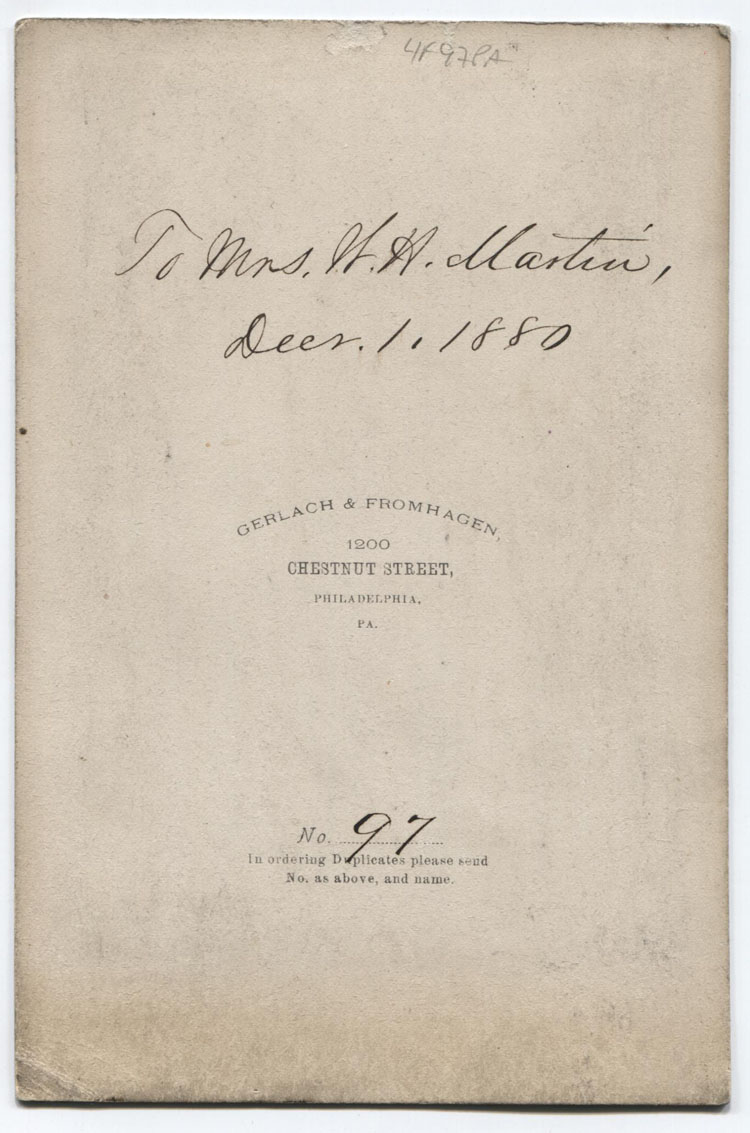 To Mrs. W. H. Martin,
Decr. 1, 1880
GERLACH & FROMHAGEN,
1200
CHESTNUT STREET,
PHILADELPHIA,
PA.
No. 97
In ordering Duplicates please send
No. as above, and name.